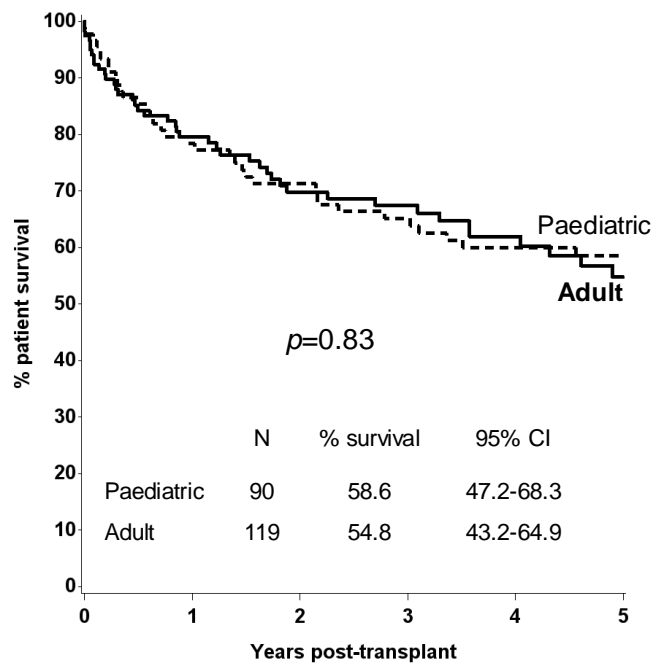 100
90
80
70
60
50
40
30
20
10
0
% patient survival
Paediatric
Adult
p=0.83
N % survival 95% CI
Paediatric 90 58.6 47.2-68.3
Adult 119 54.8 43.2-64.9
0 1 2 3 4 5
Years post-transplant